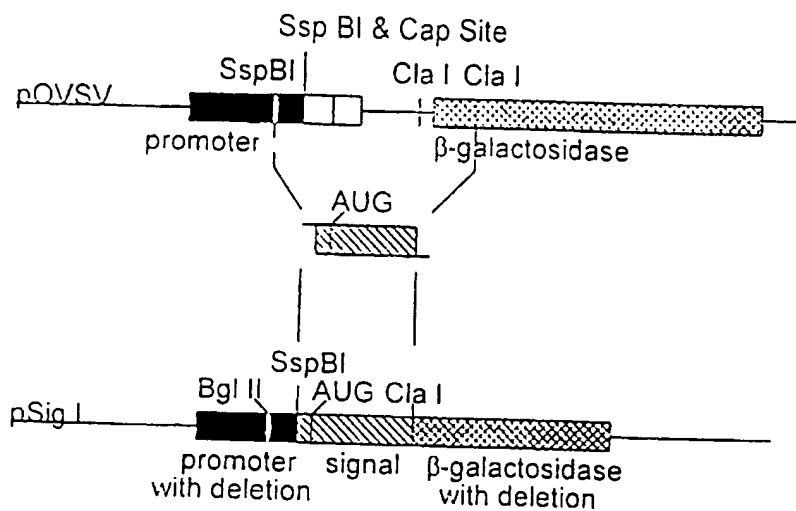 Ssp BI & Cap Site
SspBI Cla I Cla I
pOVSV
promoter β-galactosidase
AUG
SspBI
Bgl II AUG Cla I
pSig I
promoter signal β-galactosidase
with deletion with deletion